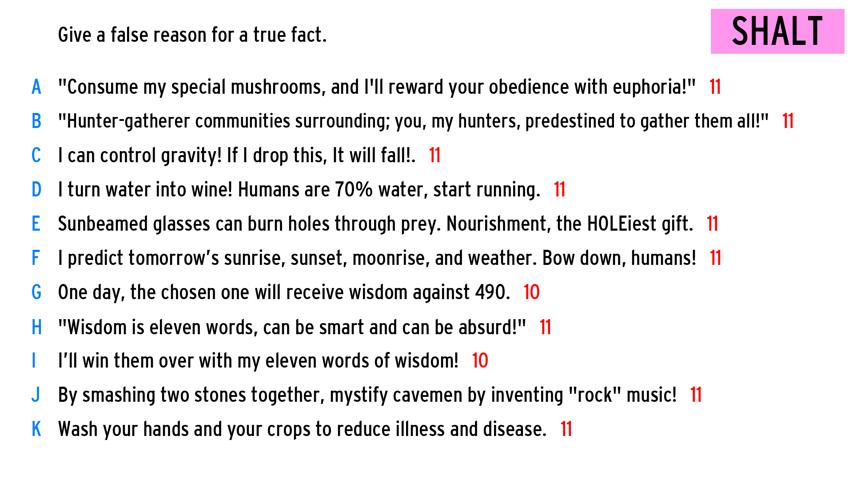 Give a false reason for a true fact.
SHALT
A "Consume my special mushrooms, and I'll reward your obedience with euphoria!" 11
B "Hunter-gatherer communities surrounding; you, my hunters, predestined to gather them all!" 11
C I can control gravity! If I drop this, It will fall!. 11
D I turn water into wine! Humans are 70% water, start running. 11
E Sunbeamed glasses can burn holes through prey. Nourishment, the HOLEiest gift. 11
F I predict tomorrow’s sunrise, sunset, moonrise, and weather. Bow down, humans! 11
G One day, the chosen one will receive wisdom against 490. 10
H "Wisdom is eleven words, can be smart and can be absurd!" 11
I I’ll win them over with my eleven words of wisdom! 10
J By smashing two stones together, mystify cavemen by inventing "rock" music! 11
K Wash your hands and your crops to reduce illness and disease. 11